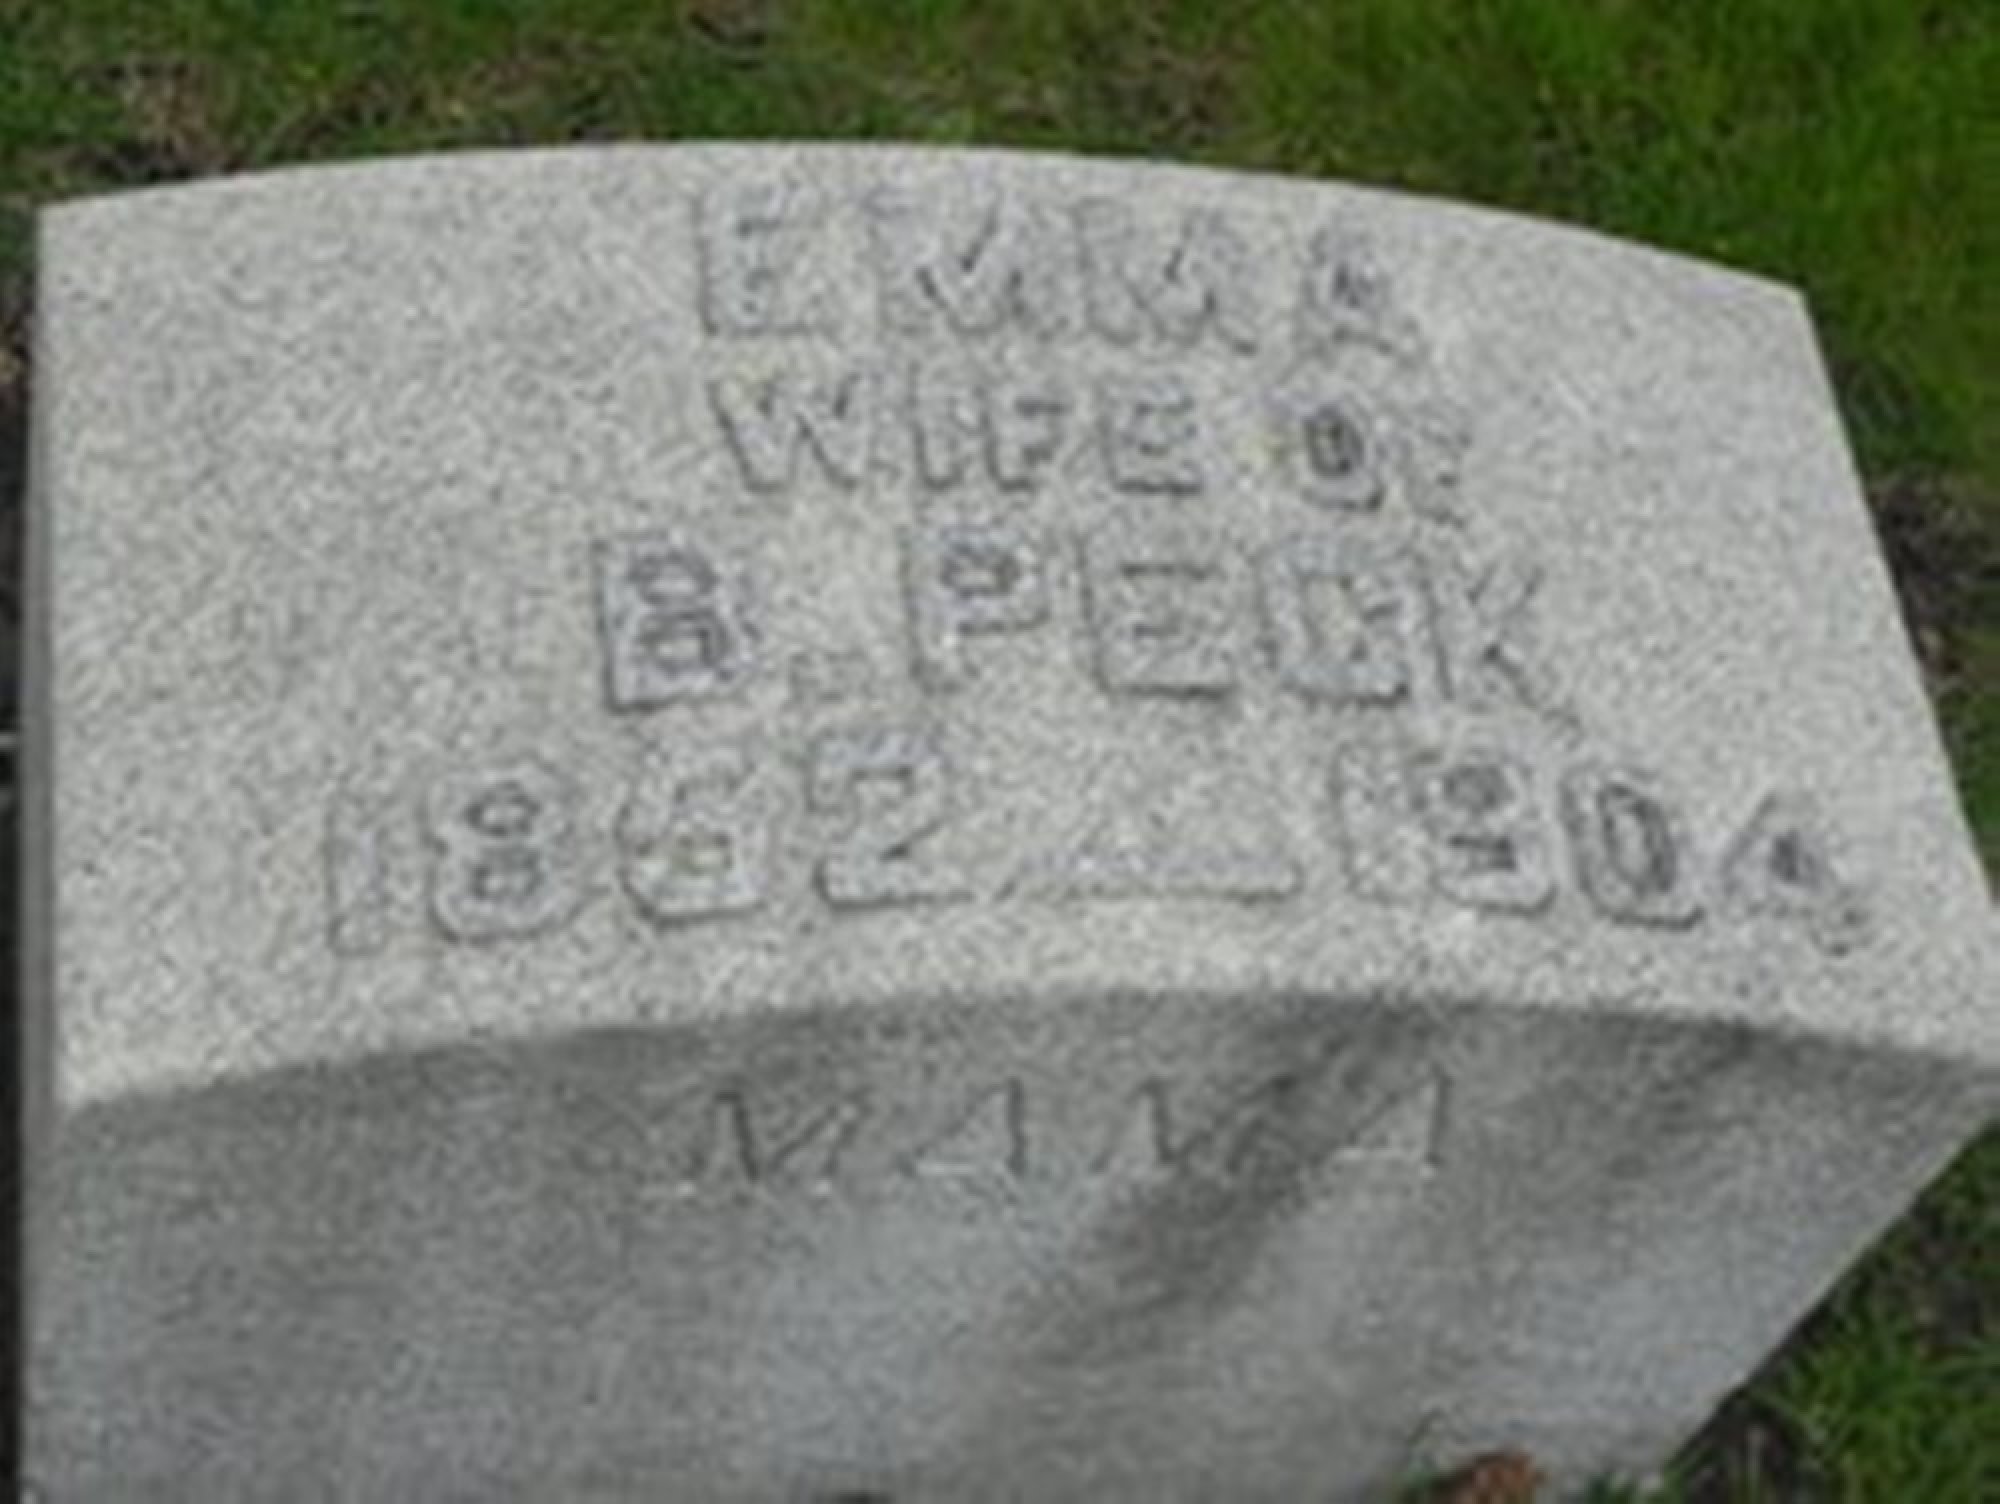 EMMA
WIFE OF
B. PECK
1862 – 1904
MAMA